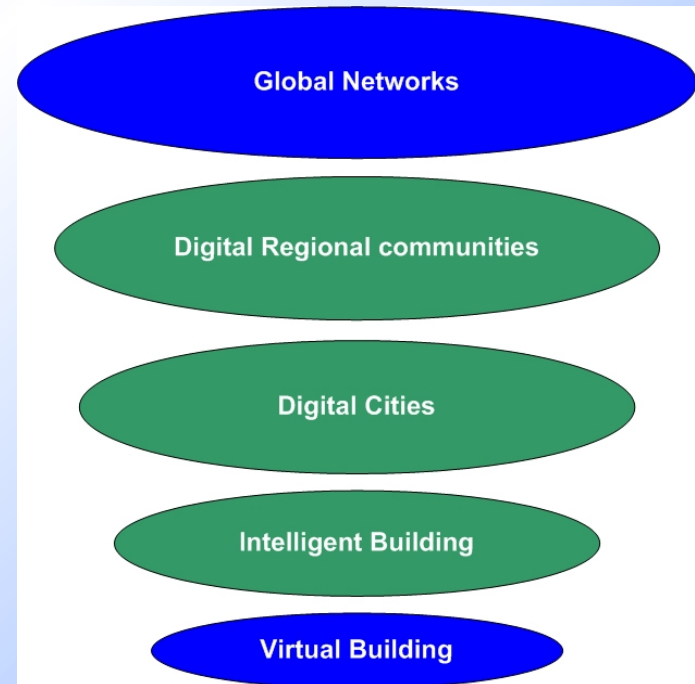 Global Networks
Digital Regional communities
Digital Cities
Intelligent Building
Virtual Building